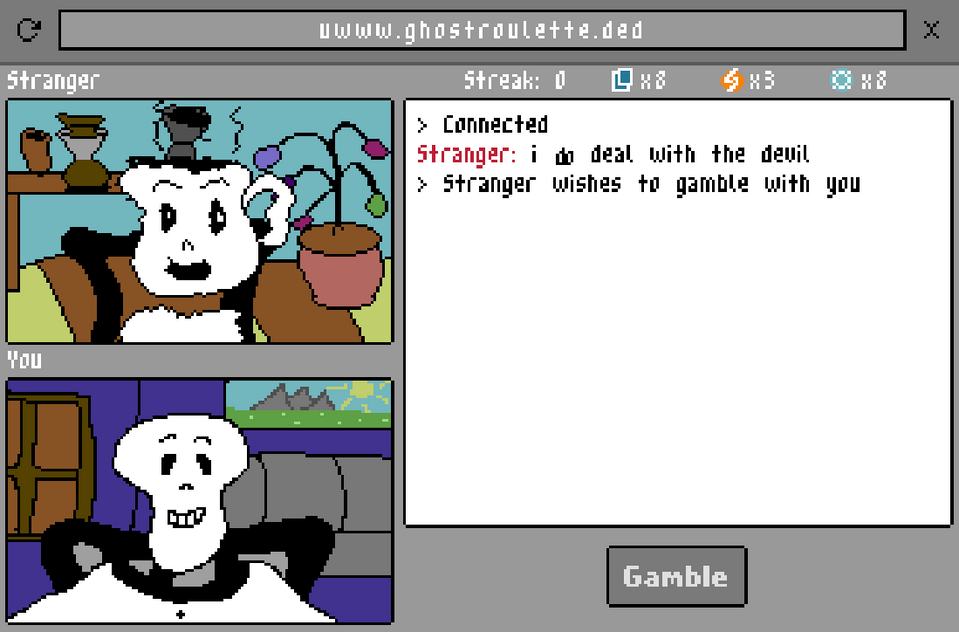 uwww.ghostroulette.ded
X
Stranger
Streak: 0 x8 x3 x8
> Connected
Stranger: i do deal with the devil
> Stranger wishes to gamble with you
You
Gamble